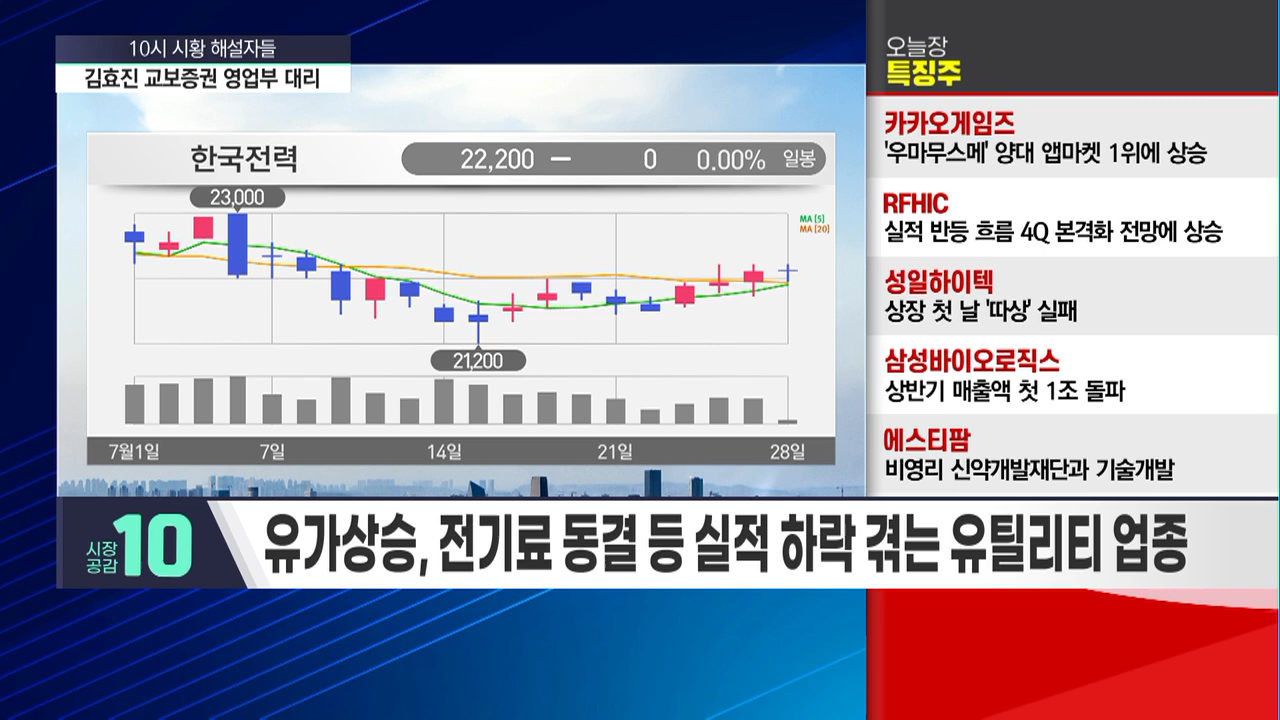 10시 시황 해설자들
김효진 교보증권 영업부 대리
한국전력
22,200 ― 0 0.00% 일봉
23,000
MA [5]
MA [20]
21,200
7월1일 7일 14일 21일 28일
오늘장
특징주
카카오게임즈
'우마무스메' 양대 앱마켓 1위에 상승
RFHIC
실적 반등 흐름 4Q 본격화 전망에 상승
성일하이텍
상장 첫 날 '따상' 실패
삼성바이오로직스
상반기 매출액 첫 1조 돌파
에스티팜
비영리 신약개발재단과 기술개발
시장
공감
10
유가상승, 전기료 동결 등 실적 하락 겪는 유틸리티 업종